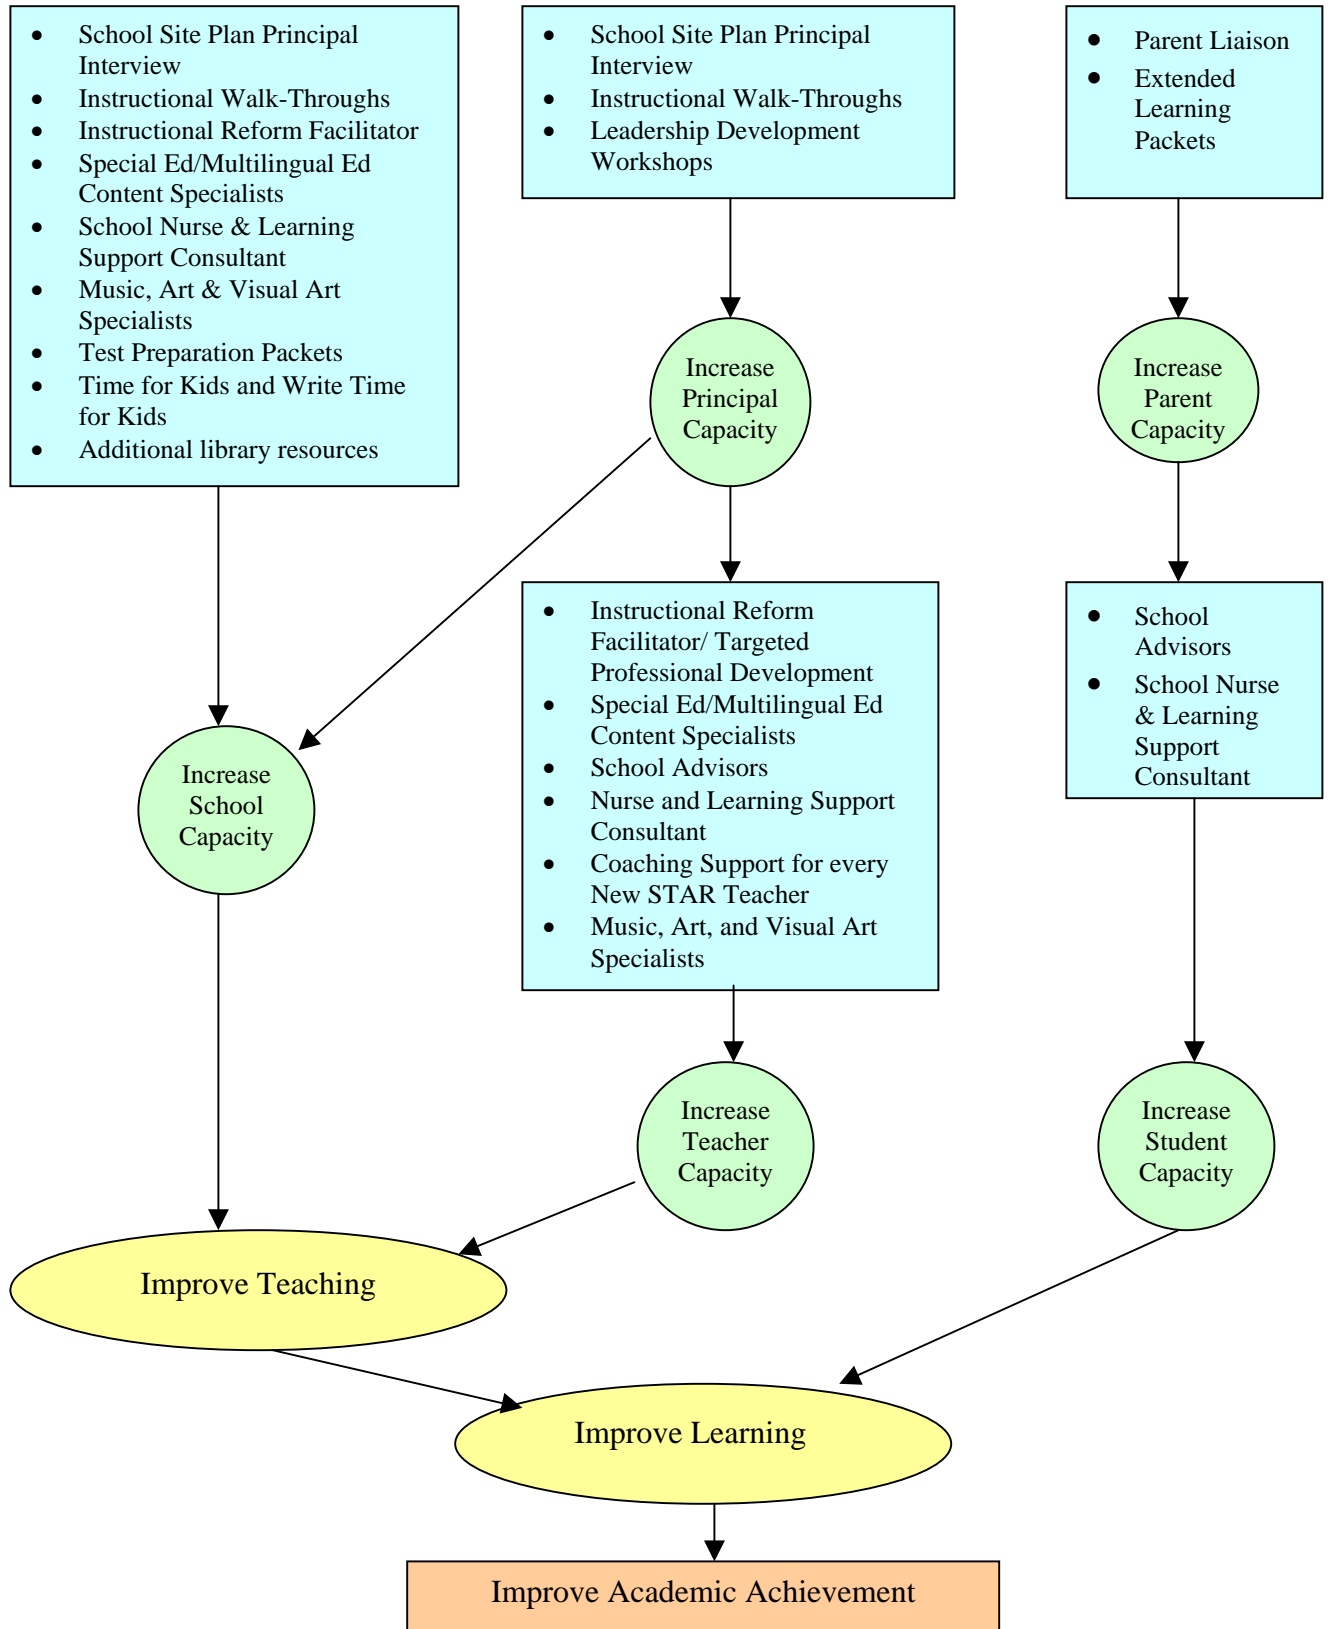 • School Site Plan Principal
Interview
• Instructional Walk-Throughs
• Instructional Reform Facilitator
• Special Ed/Multilingual Ed
Content Specialists
• School Nurse & Learning
Support Consultant
• Music, Art & Visual Art
Specialists
• Test Preparation Packets
• Time for Kids and Write Time
for Kids
• Additional library resources
• School Site Plan Principal
Interview
• Instructional Walk-Throughs
• Leadership Development
Workshops
• Parent Liaison
• Extended
Learning
Packets
Increase
Principal
Capacity
Increase
Parent
Capacity
• Instructional Reform
Facilitator/ Targeted
Professional Development
• Special Ed/Multilingual Ed
Content Specialists
• School Advisors
• Nurse and Learning Support
Consultant
• Coaching Support for every
New STAR Teacher
• Music, Art, and Visual Art
Specialists
• School
Advisors
• School Nurse
& Learning
Support
Consultant
Increase
School
Capacity
Increase
Teacher
Capacity
Increase
Student
Capacity
Improve Teaching
Improve Learning
Improve Academic Achievement